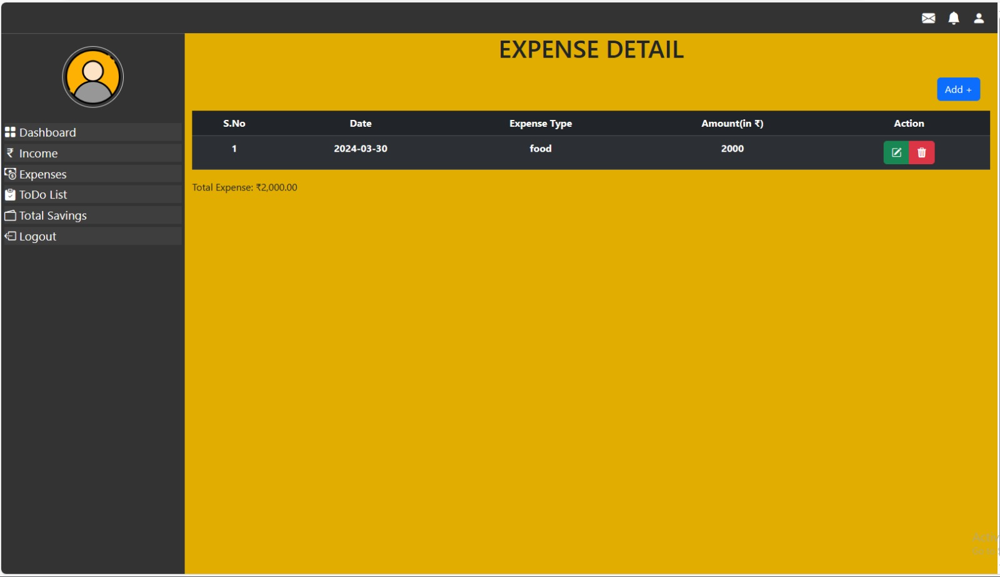 EXPENSE DETAIL
Add +
S.No Date Expense Type Amount(in ₹) Action
1 2024-03-30 food 2000
Total Expense: ₹2,000.00
Dashboard
₹ Income
Expenses
ToDo List
Total Savings
Logout